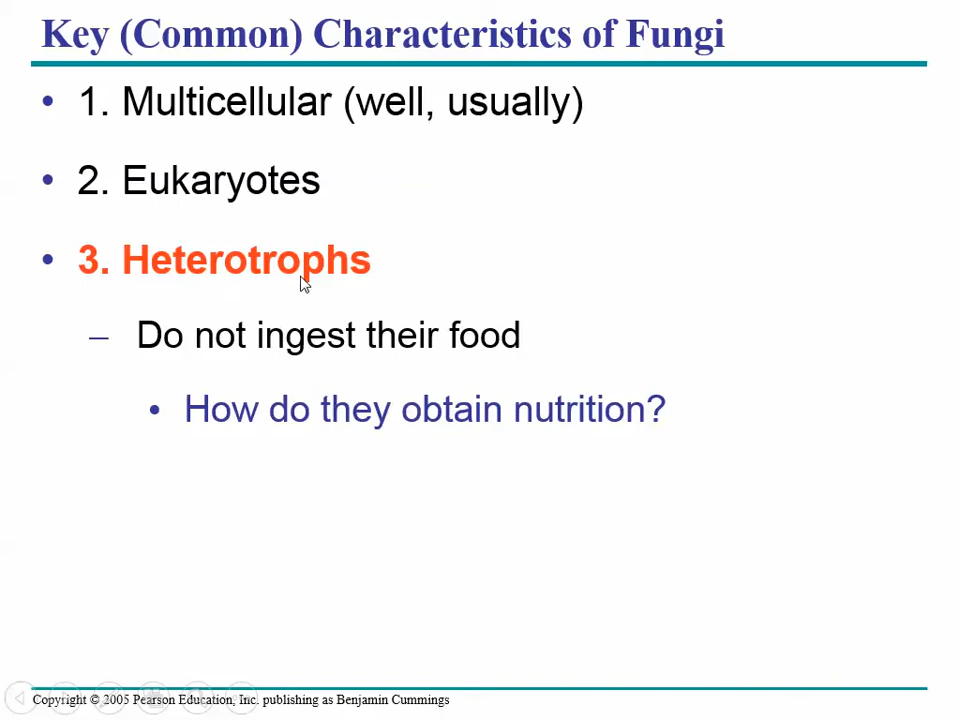 Key (Common) Characteristics of Fungi
• 1. Multicellular (well, usually)
• 2. Eukaryotes
• 3. Heterotrophs
– Do not ingest their food
• How do they obtain nutrition?
Copyright © 2005 Pearson Education, Inc. publishing as Benjamin Cummings